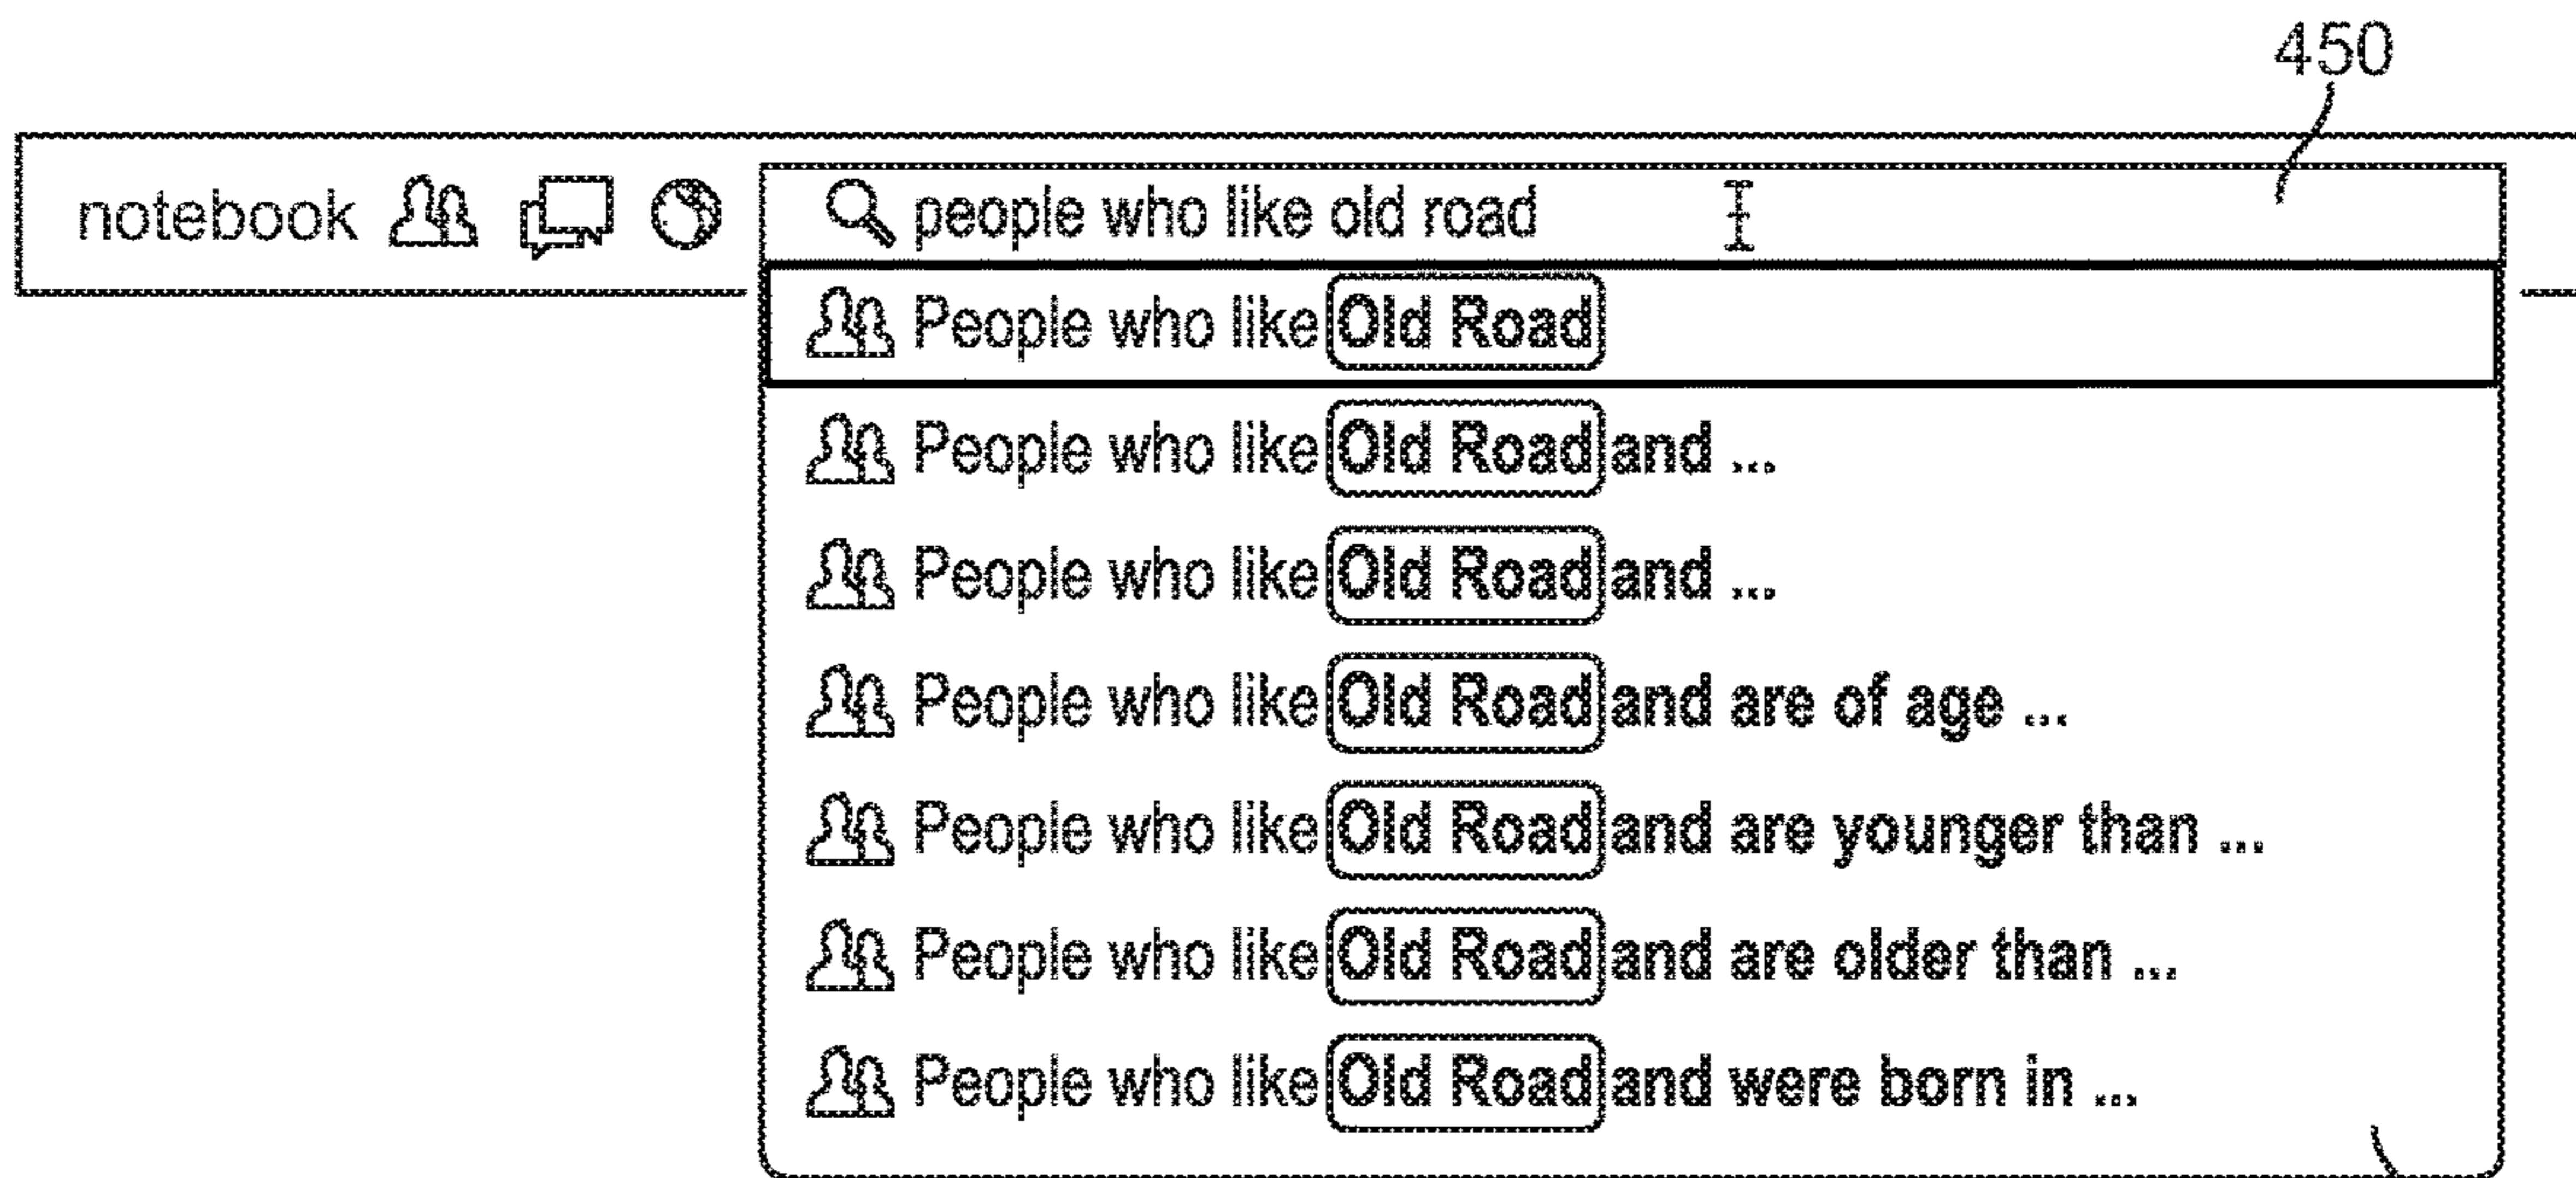 450
notebook people who like old road
People who like Old Road
People who like Old Road and ...
People who like Old Road and ...
People who like Old Road and are of age ...
People who like Old Road and are younger than ...
People who like Old Road and are older than ...
People who like Old Road and were born in ...